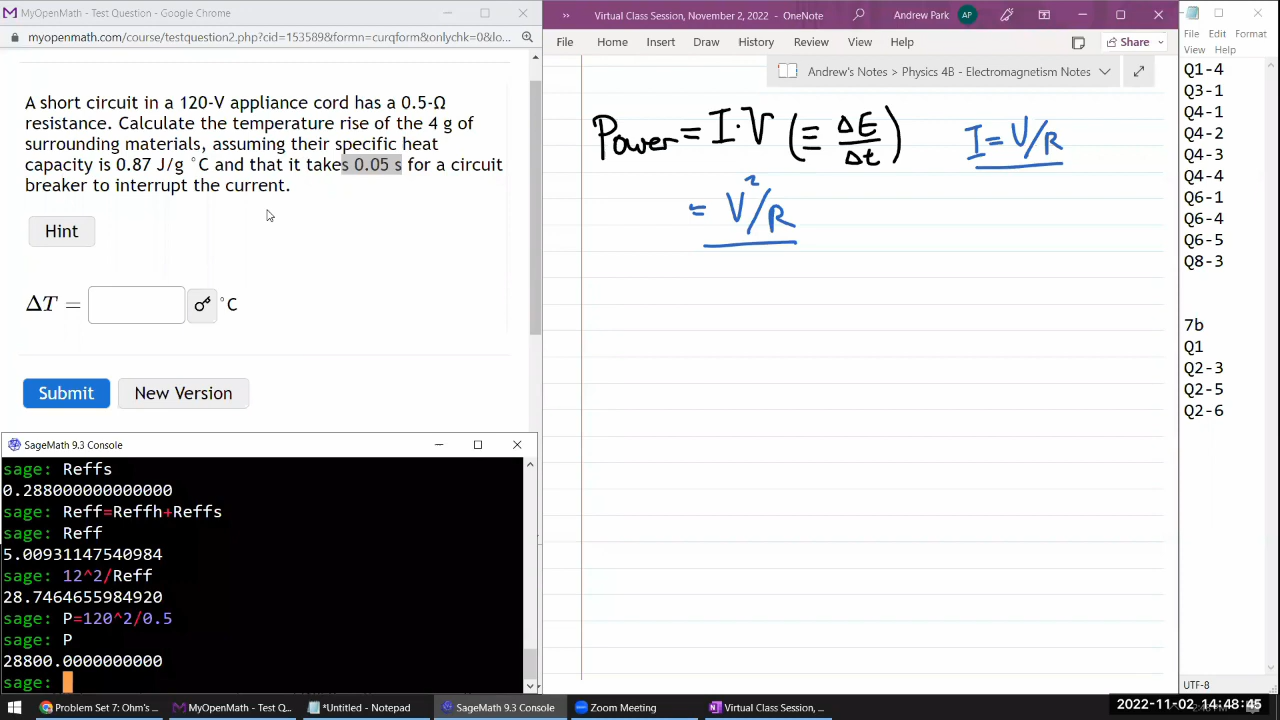 MyOpenMath - Test Question - Google Chrome
myopenmath.com/course/testquestion2.php?cid=153589&formn=curqform&onlychk=0&lo...
A short circuit in a 120-V appliance cord has a 0.5-Ω
resistance. Calculate the temperature rise of the 4 g of
surrounding materials, assuming their specific heat
capacity is 0.87 J/g °C and that it takes 0.05 s for a circuit
breaker to interrupt the current.
Hint
ΔT =
°C
Submit
New Version
SageMath 9.3 Console
sage: Reffs
0.288000000000000
sage: Reff=Reffh+Reffs
sage: Reff
5.00931147540984
sage: 12^2/Reff
28.7464655984920
sage: P=120^2/0.5
sage: P
28800.0000000000
sage:
Virtual Class Session, November 2, 2022 - OneNote
Andrew Park
AP
File
Home
Insert
Draw
History
Review
View
Help
Share
Andrew's Notes > Physics 4B - Electromagnetism Notes
Power = I·V (≡ ΔE/Δt)
I = V/R
= V²/R
File
Edit
Format
View
Help
Q1-4
Q3-1
Q4-1
Q4-2
Q4-3
Q4-4
Q6-1
Q6-4
Q6-5
Q8-3
7b
Q1
Q2-3
Q2-5
Q2-6
UTF-8
Problem Set 7: Ohm's...
MyOpenMath - Test Q...
*Untitled - Notepad
SageMath 9.3 Console
Zoom Meeting
Virtual Class Session, ...
2022-11-02 14:48:45